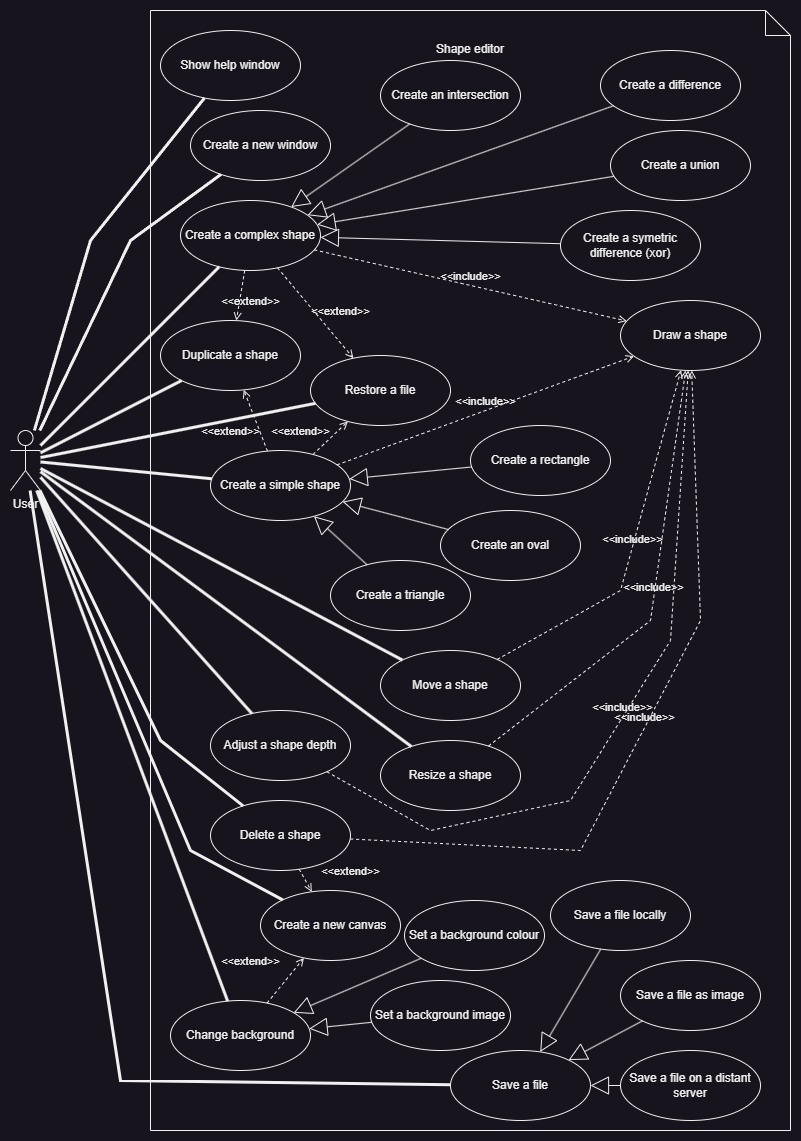 Shape editor
Show help window
Create an intersection
Create a difference
Create a new window
Create a union
Create a complex shape
Create a symetric
difference (xor)
<<include>>
<<extend>>
<<extend>>
Draw a shape
Duplicate a shape
Restore a file
<<include>>
<<extend>>
<<extend>>
Create a rectangle
Create a simple shape
User
<<include>>
Create an oval
<<include>>
Create a triangle
Move a shape
<<include>>
<<include>>
Adjust a shape depth
Resize a shape
Delete a shape
<<extend>>
Save a file locally
Create a new canvas
Set a background colour
<<extend>>
Save a file as image
Set a background image
Change background
Save a file
Save a file on a distant
server